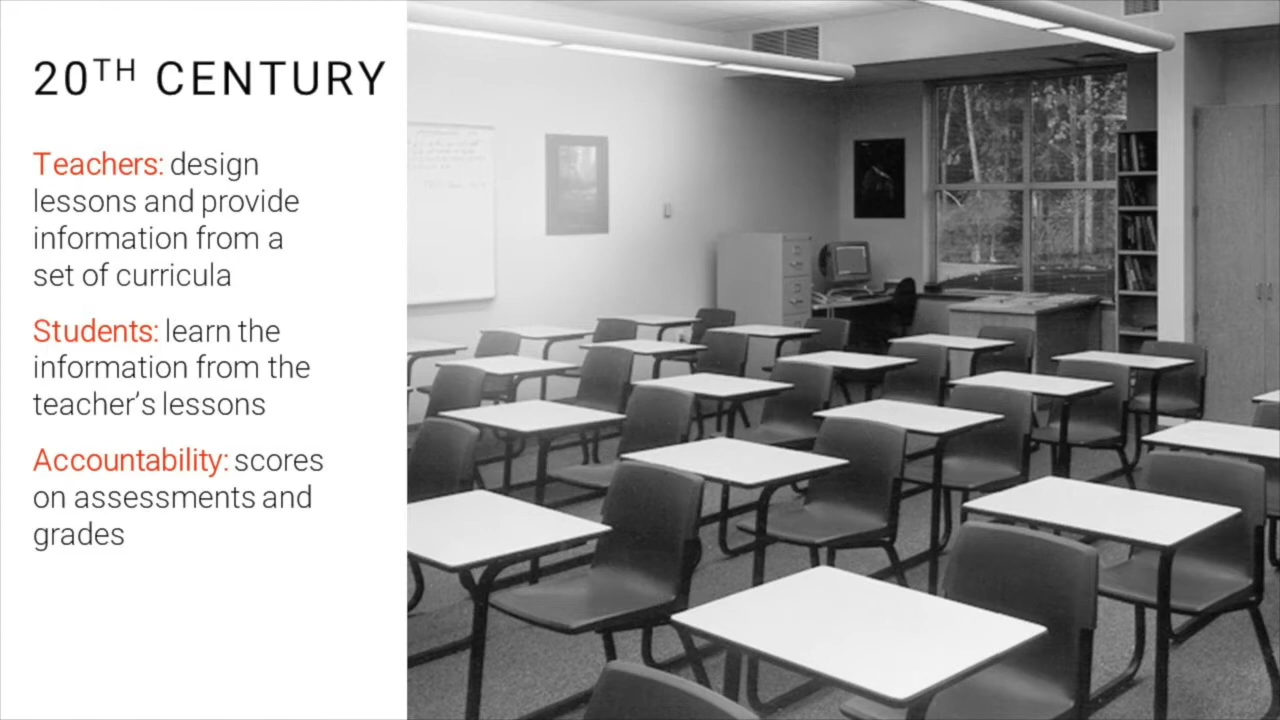 20TH CENTURY
Teachers: design
lessons and provide
information from a
set of curricula
Students: learn the
information from the
teacher’s lessons
Accountability: scores
on assessments and
grades